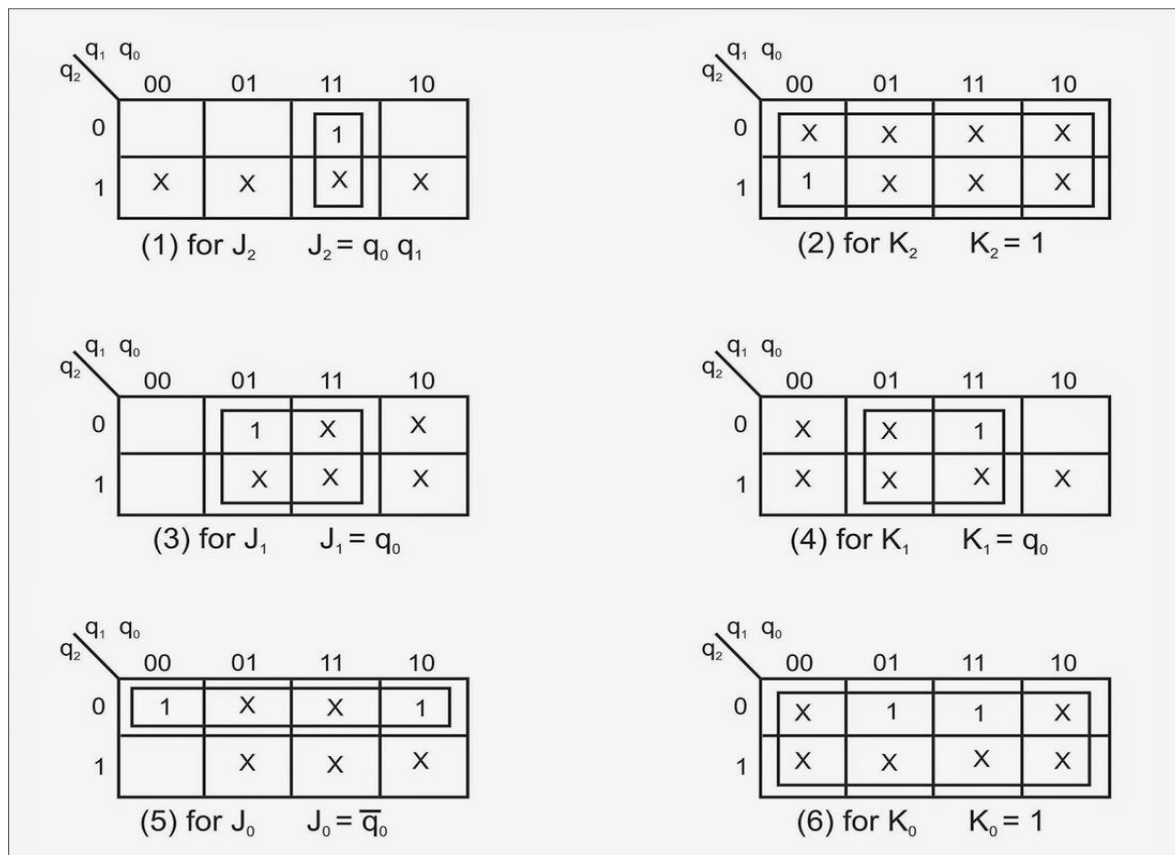 q₁ q₀
q₂
00 01 11 10
0 1
1 X X X X
(1) for J₂ J₂ = q₀ q₁
q₁ q₀
q₂
00 01 11 10
0 X X X X
1 1 X X X
(2) for K₂ K₂ = 1
q₁ q₀
q₂
00 01 11 10
0 1 X X
1 X X X
(3) for J₁ J₁ = q₀
q₁ q₀
q₂
00 01 11 10
0 X X 1
1 X X X X
(4) for K₁ K₁ = q₀
q₁ q₀
q₂
00 01 11 10
0 1 X X 1
1 X X X
(5) for J₀ J₀ = q̅₀
q₁ q₀
q₂
00 01 11 10
0 X 1 1 X
1 X X X X
(6) for K₀ K₀ = 1